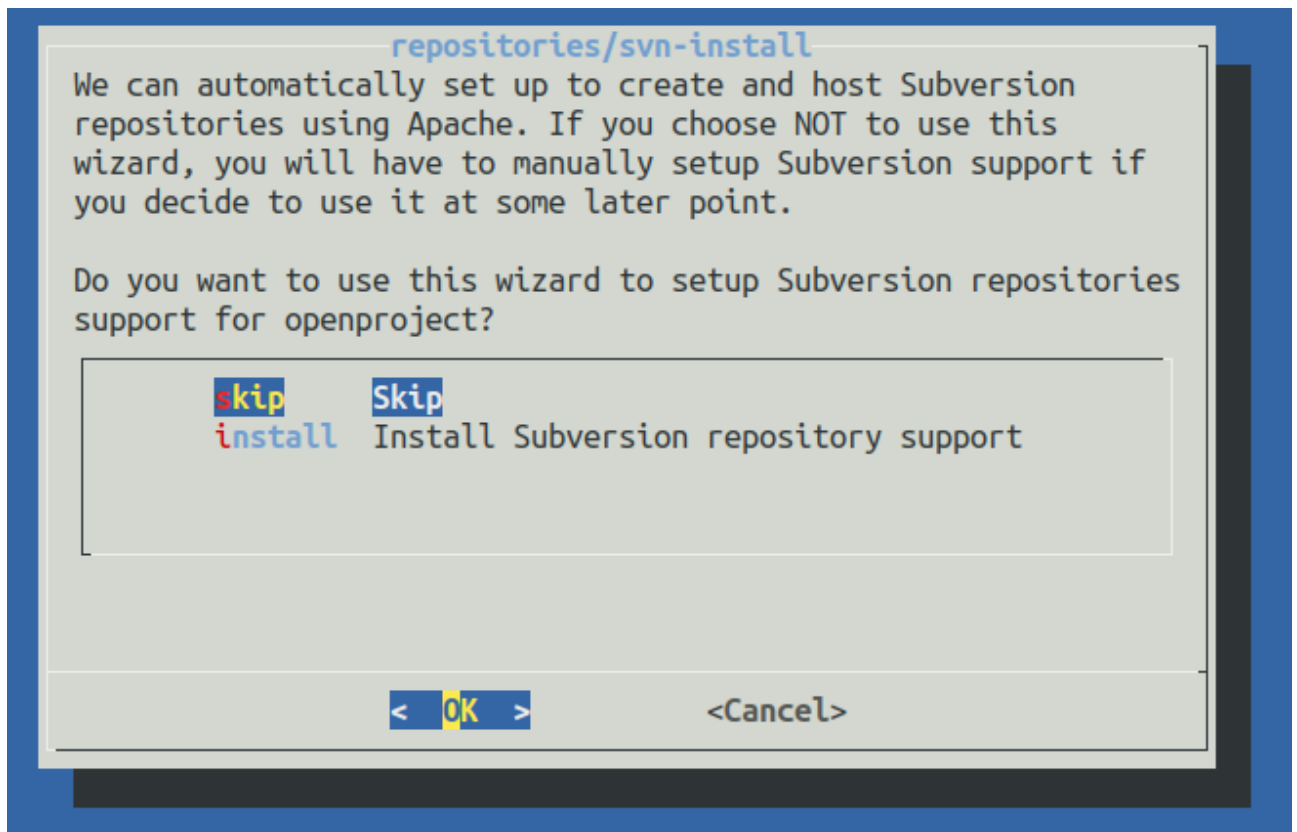 repositories/svn-install
We can automatically set up to create and host Subversion
repositories using Apache. If you choose NOT to use this
wizard, you will have to manually setup Subversion support if
you decide to use it at some later point.
Do you want to use this wizard to setup Subversion repositories
support for openproject?
skip Skip
install Install Subversion repository support
< OK > <Cancel>